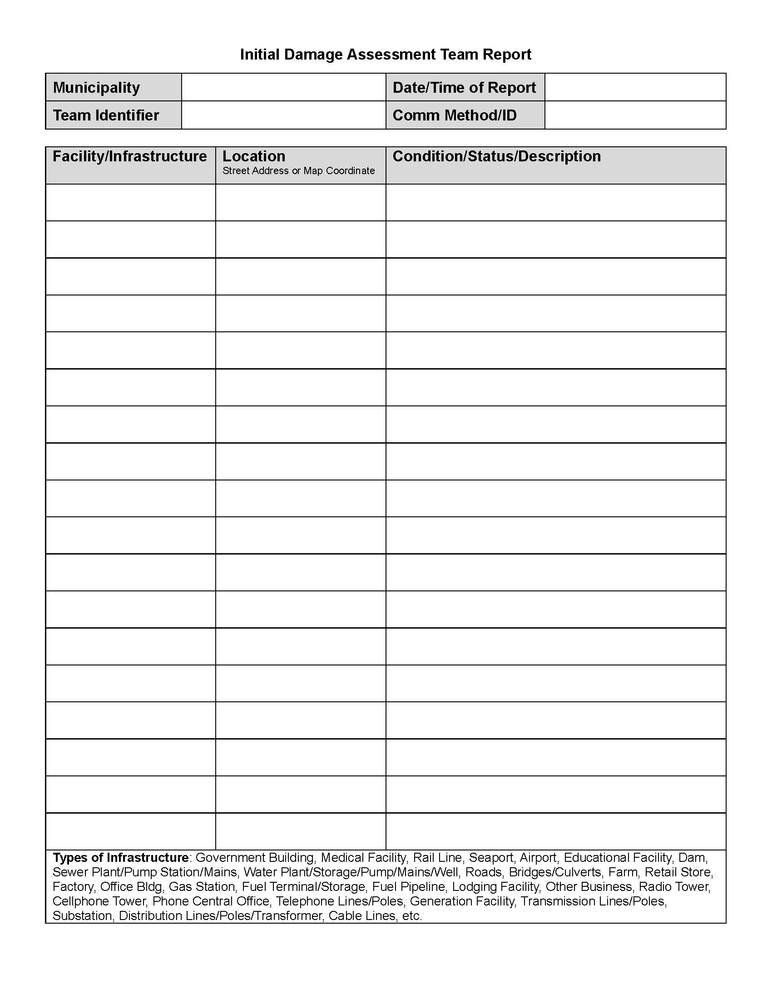 Initial Damage Assessment Team Report
Municipality
Date/Time of Report
Team Identifier
Comm Method/ID
Facility/Infrastructure
Location
Street Address or Map Coordinate
Condition/Status/Description
Types of Infrastructure: Government Building, Medical Facility, Rail Line, Seaport, Airport, Educational Facility, Dam,
Sewer Plant/Pump Station/Mains, Water Plant/Storage/Pump/Mains/Well, Roads, Bridges/Culverts, Farm, Retail Store,
Factory, Office Bldg, Gas Station, Fuel Terminal/Storage, Fuel Pipeline, Lodging Facility, Other Business, Radio Tower,
Cellphone Tower, Phone Central Office, Telephone Lines/Poles, Generation Facility, Transmission Lines/Poles,
Substation, Distribution Lines/Poles/Transformer, Cable Lines, etc.